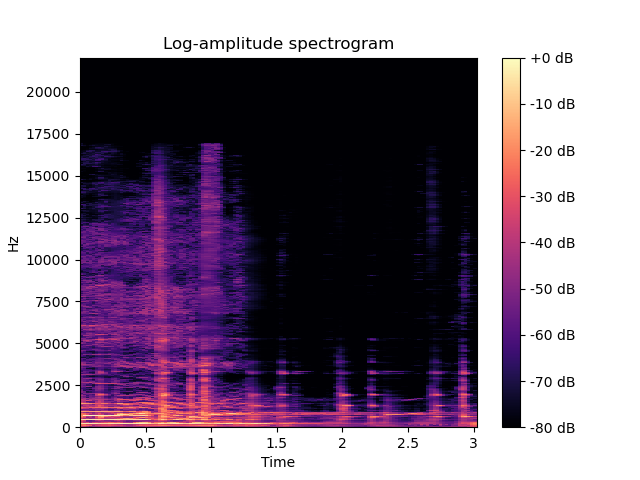 Log-amplitude spectrogram
Hz
20000
17500
15000
12500
10000
7500
5000
2500
0
0 0.5 1 1.5 2 2.5 3
Time
+0 dB
-10 dB
-20 dB
-30 dB
-40 dB
-50 dB
-60 dB
-70 dB
-80 dB